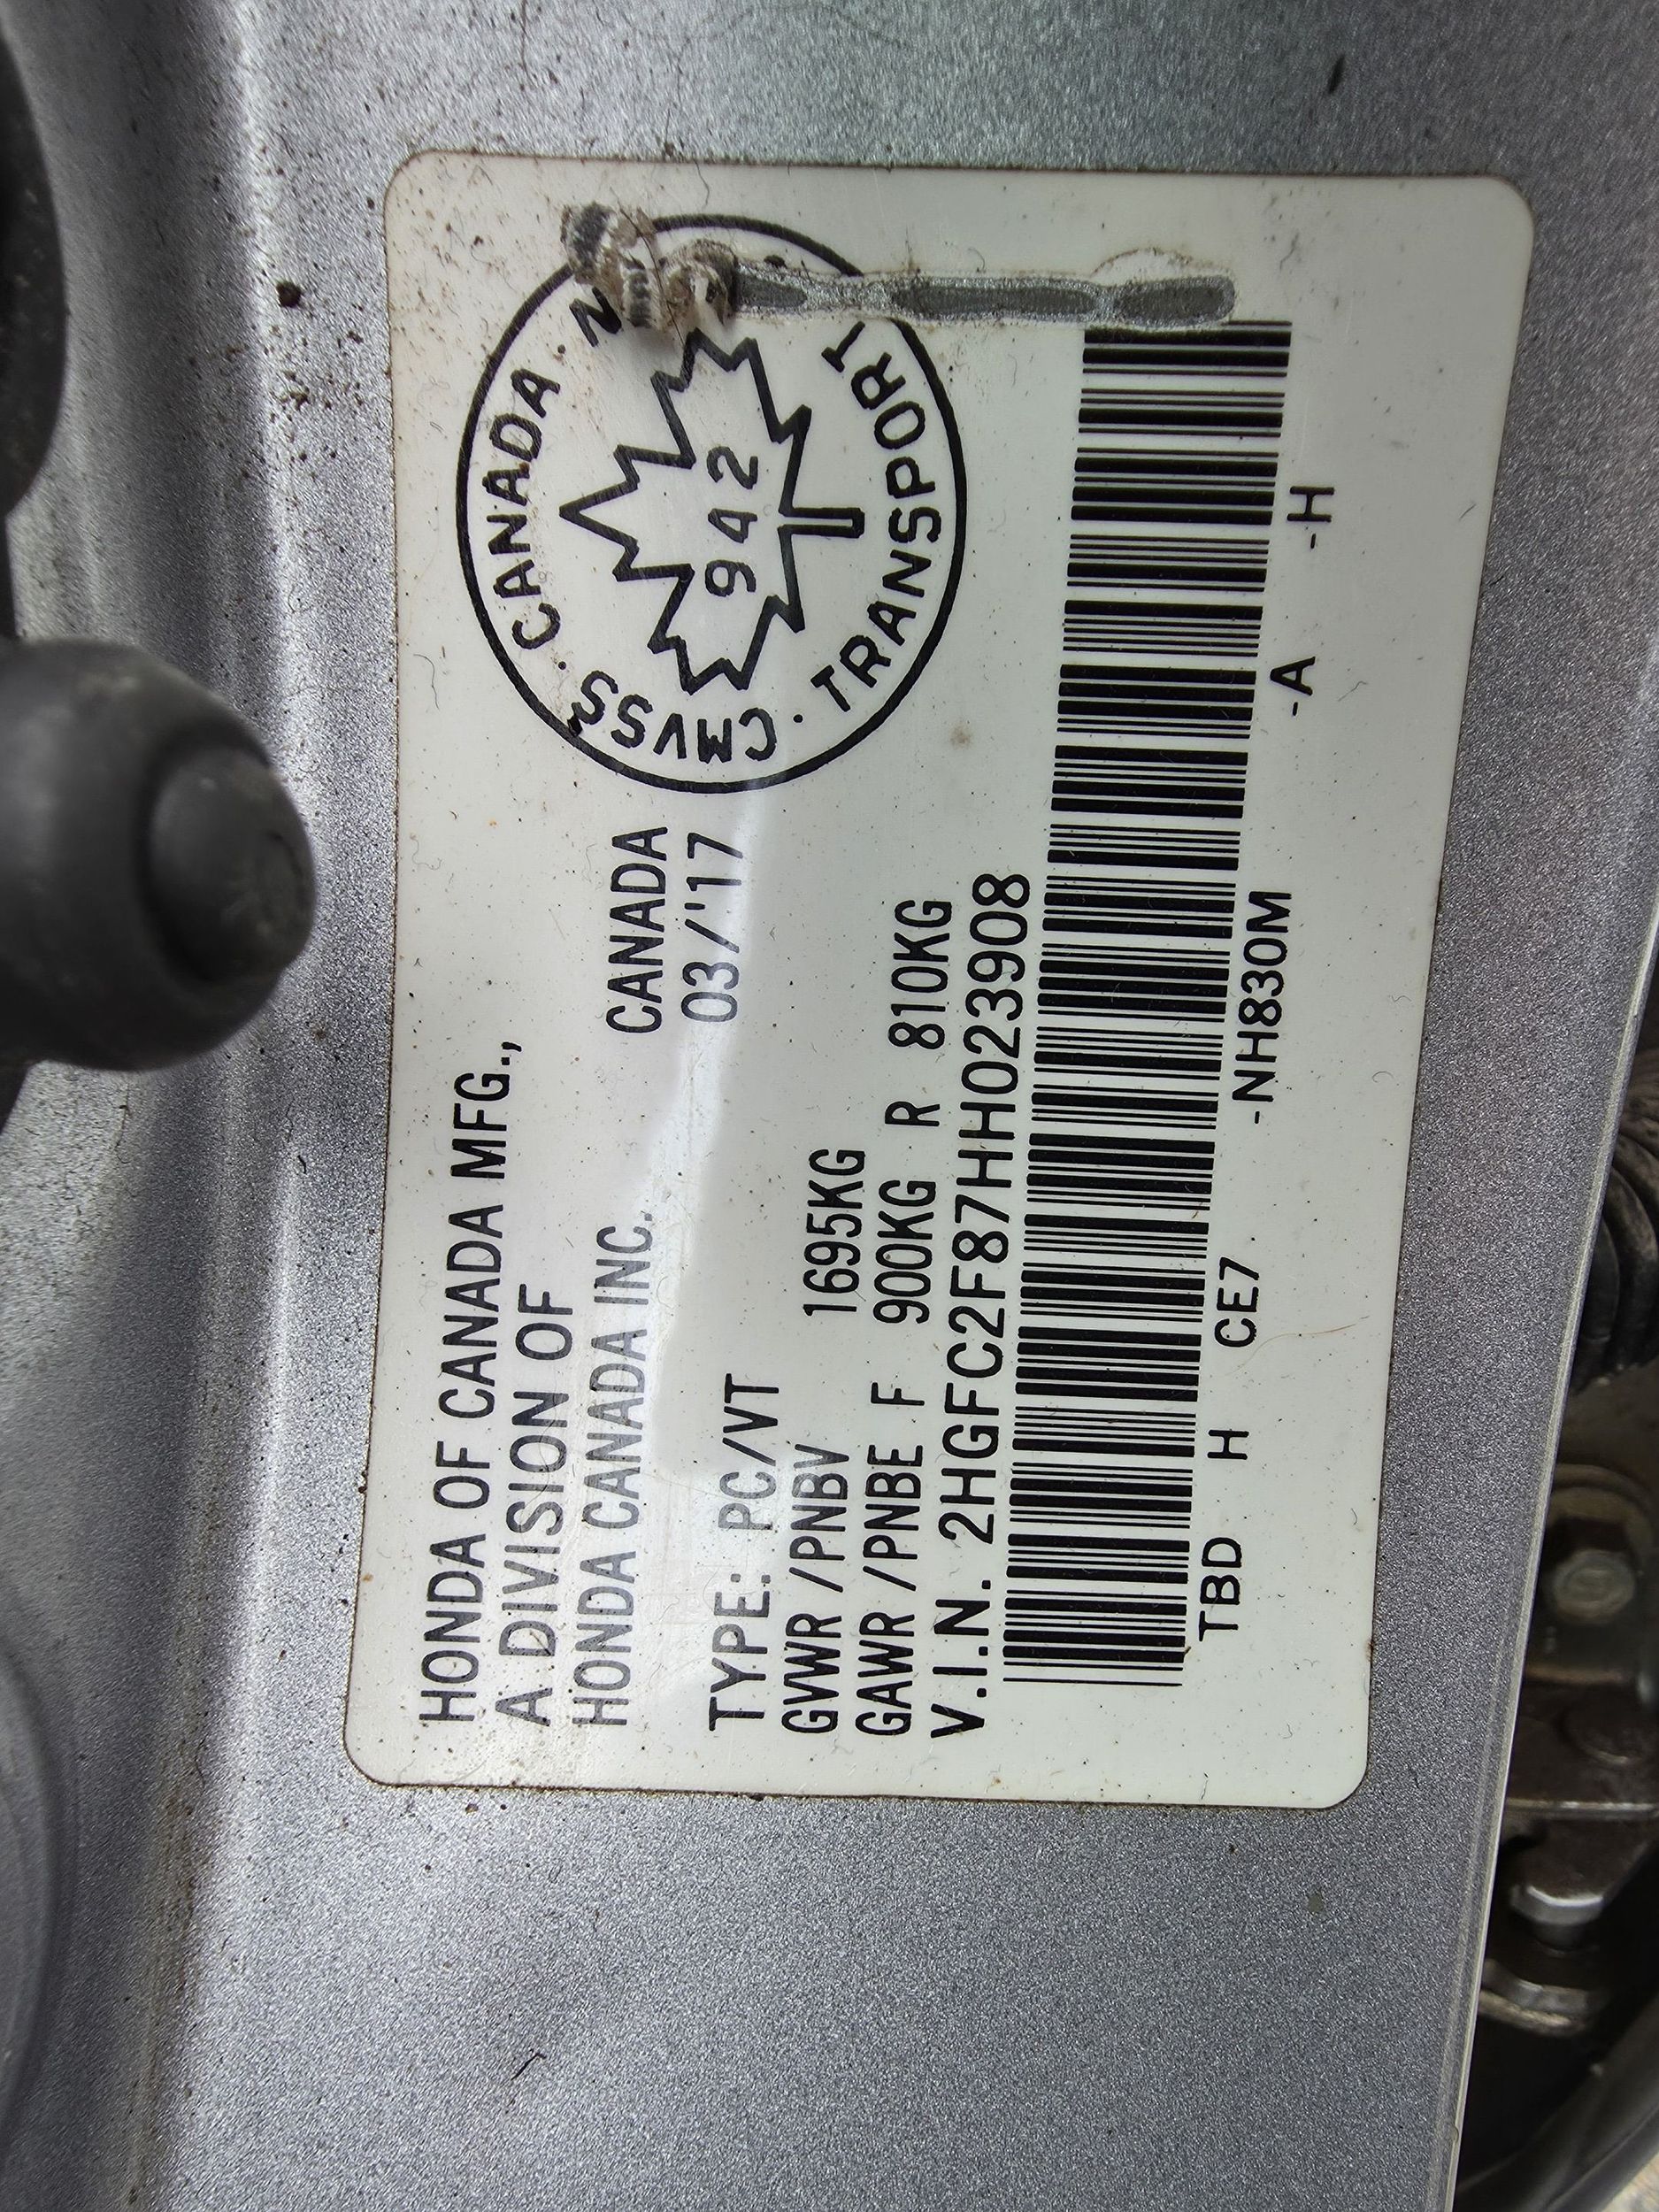 HONDA OF CANADA MFG.,
A DIVISION OF
HONDA CANADA INC.
CANADA
03/'17
TYPE: PC/VT
GVWR /PNBV 1695KG
GAWR /PNBE F 900KG R 810KG
V.I.N. 2HGFC2F87HH023908
TBD H CE7 -NH830M -A -H
CMVSS · CANADA ·
· TRANSPORT
942